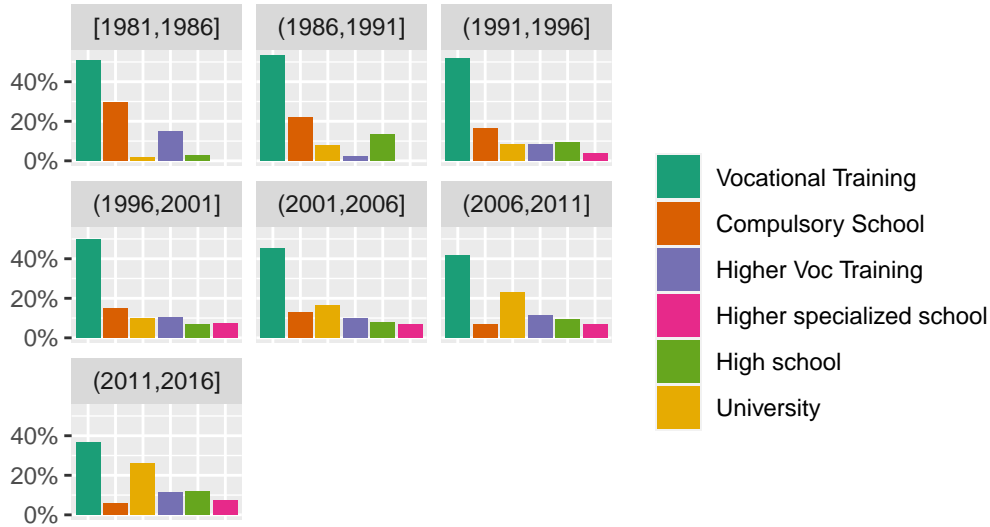 [1981,1986]
(1986,1991]
(1991,1996]
40%
20%
0%
(1996,2001]
(2001,2006]
(2006,2011]
40%
20%
0%
(2011,2016]
40%
20%
0%
Vocational Training
Compulsory School
Higher Voc Training
Higher specialized school
High school
University